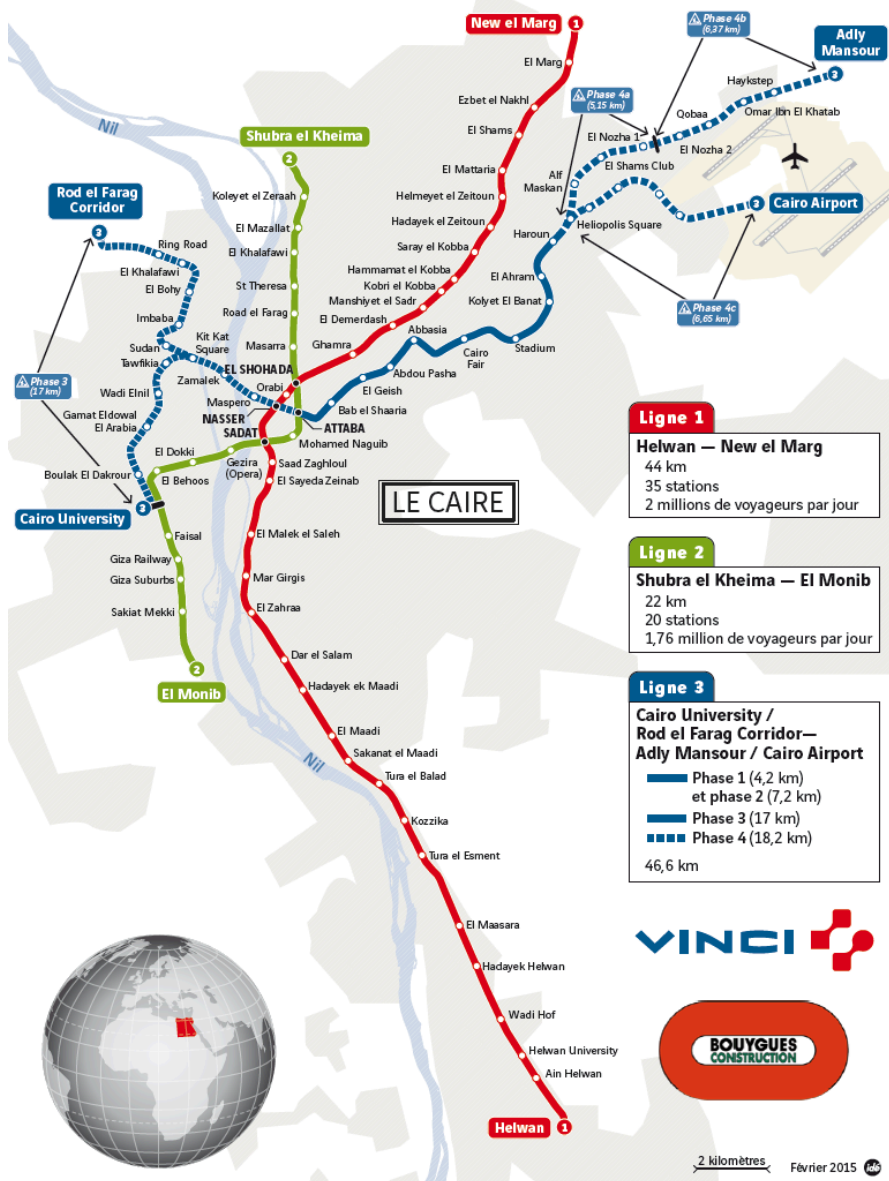 New el Marg
1
El Marg
Ezbet el Nakhl
El Shams
El Mattaria
Helmeyet el Zeitoun
Hadayek el Zeitoun
Saray el Kobba
Hammamat el Kobba
Kobri el Kobba
Manshiyet el Sadr
El Demerdash
Ghamra
EL SHOHADA
Orabi
NASSER
SADAT
Saad Zaghloul
El Sayeda Zeinab
El Malek el Saleh
Mar Girgis
El Zahraa
Dar el Salam
Hadayek ek Maadi
El Maadi
Sakanat el Maadi
Tura el Balad
Kozzika
Tura el Esment
El Maasara
Hadayek Helwan
Wadi Hof
Helwan University
Ain Helwan
Helwan
1
Nil
Nil
Shubra el Kheima
2
Koleyet el Zeraah
El Mazallat
El Khalafawi
St Theresa
Road el Farag
Masarra
ATTABA
Mohamed Naguib
Gezira
(Opera)
El Dokki
El Behoos
Faisal
Giza Railway
Giza Suburbs
Sakiat Mekki
2
El Monib
Rod el Farag
Corridor
3
Ring Road
El Khalafawi
El Bohy
Imbaba
Sudan
Kit Kat
Square
Tawfikia
Zamalek
Maspero
Wadi Elnil
Gamat Eldowal
El Arabia
Boulak El Dakrour
Cairo University
3
Phase 3
(17 km)
Bab el Shaaria
El Geish
Abdou Pasha
Abbasia
Cairo
Fair
Stadium
Kolyet El Banat
El Ahram
Haroun
Heliopolis Square
Alf
Maskan
El Shams Club
El Nozha 1
El Nozha 2
Qobaa
Omar Ibn El Khatab
Haykstep
Adly
Mansour
3
3
Cairo Airport
Phase 4a
(5,15 km)
Phase 4b
(6,37 km)
Phase 4c
(6,65 km)
LE CAIRE
Ligne 1
Helwan — New el Marg
44 km
35 stations
2 millions de voyageurs par jour
Ligne 2
Shubra el Kheima — El Monib
22 km
20 stations
1,76 million de voyageurs par jour
Ligne 3
Cairo University /
Rod el Farag Corridor—
Adly Mansour / Cairo Airport
Phase 1 (4,2 km)
et phase 2 (7,2 km)
Phase 3 (17 km)
Phase 4 (18,2 km)
46,6 km
VINCI
BOUYGUES
CONSTRUCTION
2 kilomètres
Février 2015
idé